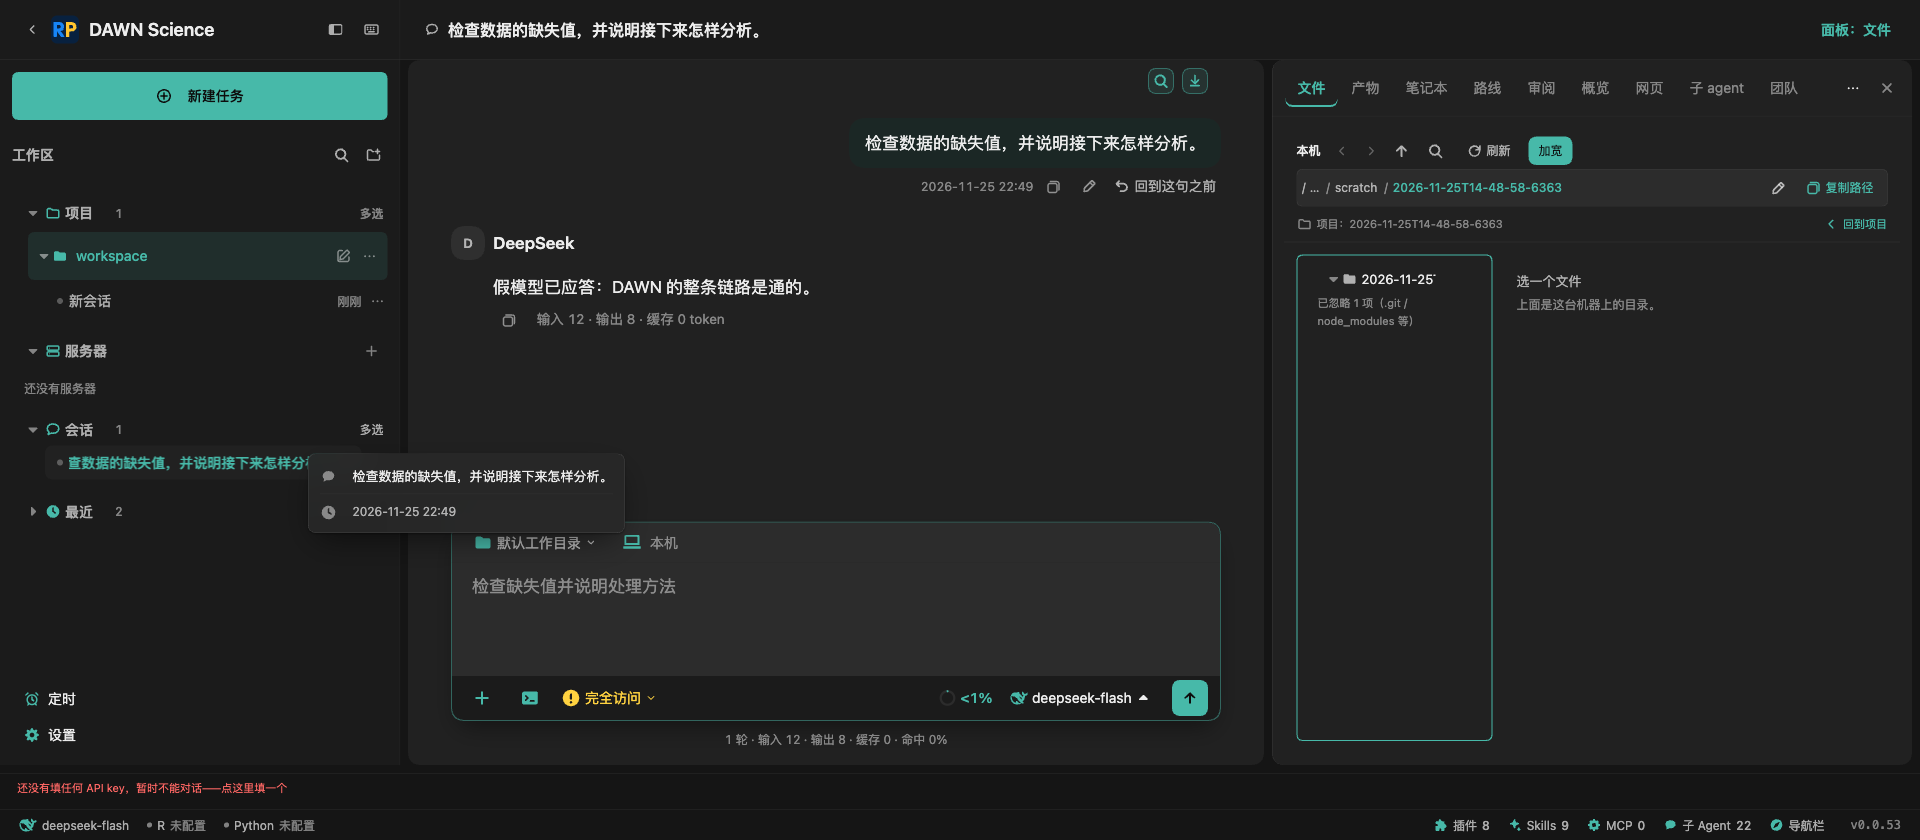 DAWN Science
新建任务
工作区
项目 1 多选
workspace
新会话 刚刚
服务器
还没有服务器
会话 1 多选
查数据的缺失值，并说明接下来怎样分
最近 2
定时
设置
检查数据的缺失值，并说明接下来怎样分析。
检查数据的缺失值，并说明接下来怎样分析。
2026-11-25 22:49 回到这句之前
D DeepSeek
假模型已应答：DAWN 的整条链路是通的。
输入 12 · 输出 8 · 缓存 0 token
检查数据的缺失值，并说明接下来怎样分析。
2026-11-25 22:49
默认工作目录 本机
检查缺失值并说明处理方法
完全访问 <1% deepseek-flash
1 轮 · 输入 12 · 输出 8 · 缓存 0 · 命中 0%
面板：文件
文件 产物 笔记本 路线 审阅 概览 网页 子 agent 团队 ···
本机 刷新 加宽
/ ... / scratch / 2026-11-25T14-48-58-6363 复制路径
项目：2026-11-25T14-48-58-6363 回到项目
2026-11-25
已忽略 1 项（.git /
node_modules 等）
选一个文件
上面是这台机器上的目录。
还没有填任何 API key，暂时不能对话——点这里填一个
deepseek-flash R 未配置 Python 未配置
插件 8 Skills 9 MCP 0 子 Agent 22 导航栏 v0.0.53